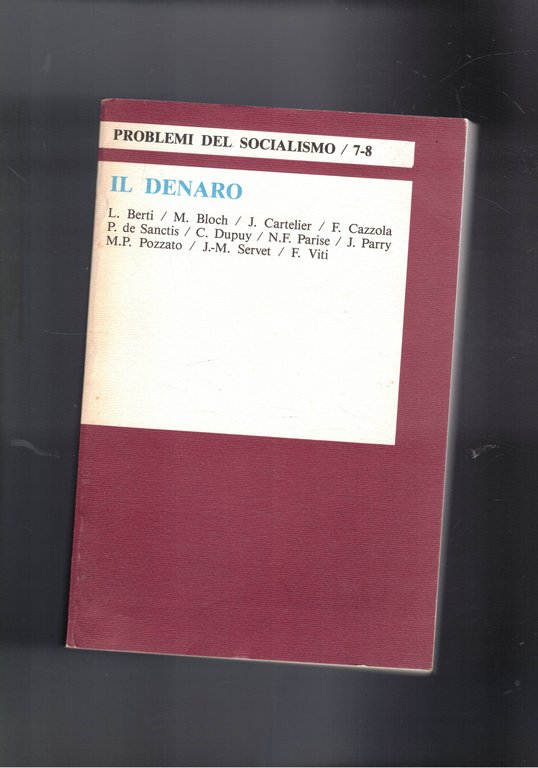 PROBLEMI DEL SOCIALISMO / 7-8
IL DENARO
L. Berti / M. Bloch / J. Cartelier / F. Cazzola
P. de Sanctis / C. Dupuy / N.F. Parise / J. Parry
M.P. Pozzato / J.-M. Servet / F. Viti